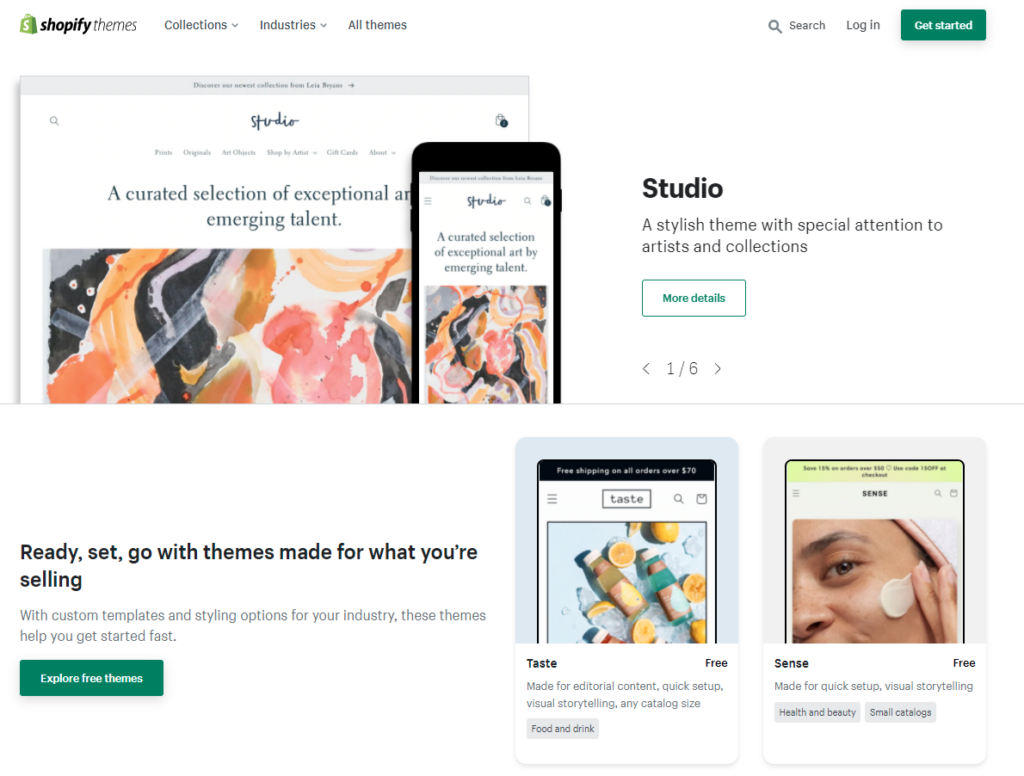 shopify themes
Collections
Industries
All themes
Search
Log in
Get started
Discover our newest collection from Leia Bryans →
studio
2
Prints Originals Art Objects Shop by Artist Gift Cards About
A curated selection of exceptional ar
emerging talent.
Discover our newest collection from Leia Bryans
studio
A curated selection
of exceptional art by
emerging talent.
Studio
A stylish theme with special attention to
artists and collections
More details
1 / 6
Ready, set, go with themes made for what you’re
selling
With custom templates and styling options for your industry, these themes
help you get started fast.
Explore free themes
Free shipping on all orders over $70
taste
Taste
Free
Made for editorial content, quick setup,
visual storytelling, any catalog size
Food and drink
Save 15% on orders over $50 ♡ Use code 15OFF at
checkout
SENSE
Sense
Free
Made for quick setup, visual storytelling
Health and beauty
Small catalogs